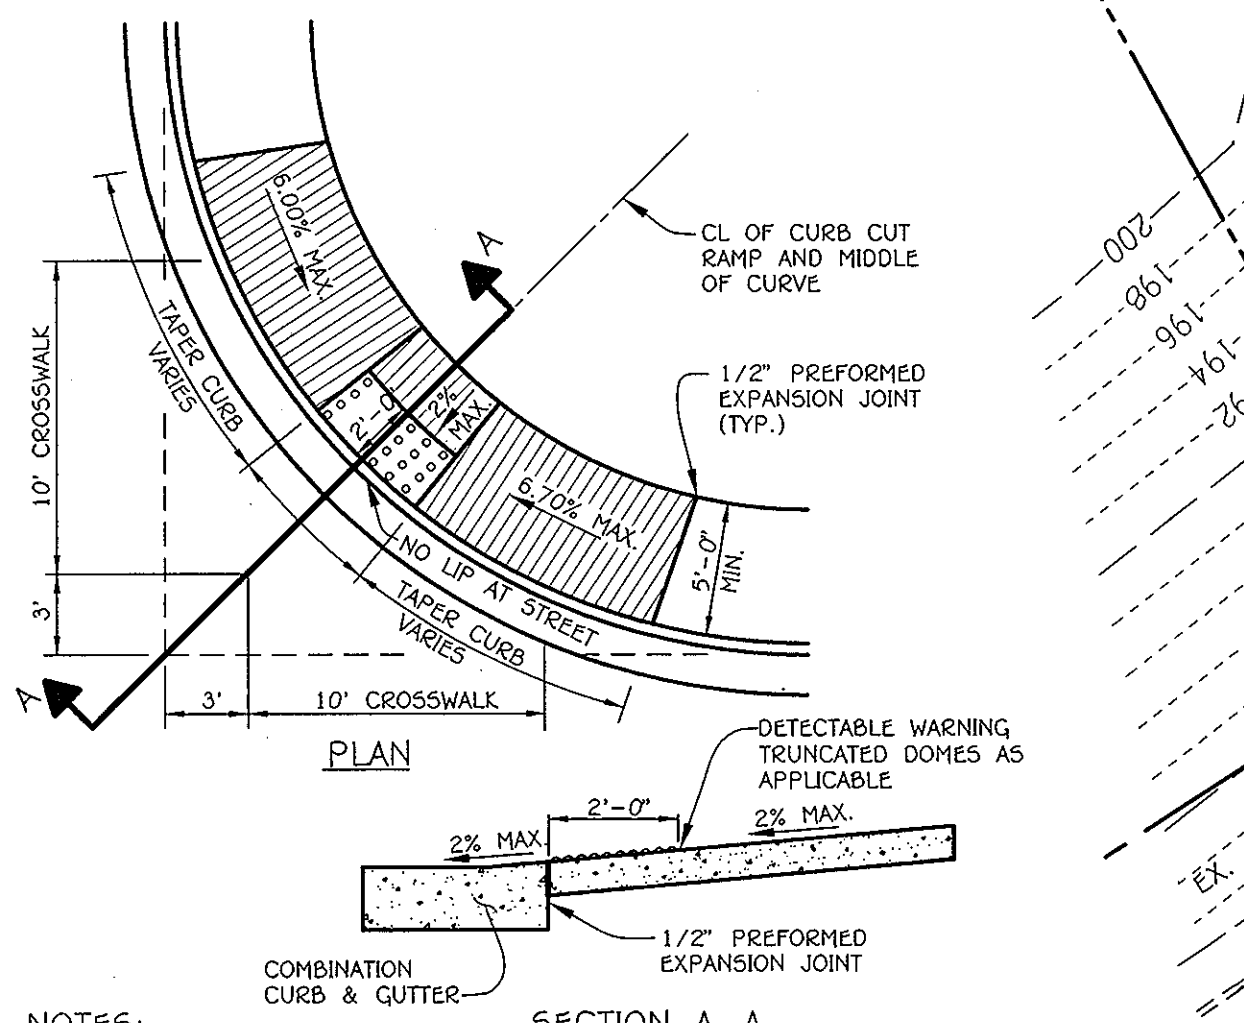 A
CL OF CURB CUT
RAMP AND MIDDLE
OF CURVE
6.00% MAX.
TAPER CURB
VARIES
10' CROSSWALK
2'-0"
2%
MAX.
1/2" PREFORMED
EXPANSION JOINT
(TYP.)
6.70% MAX.
5'-0"
MIN.
NO LIP AT STREET
TAPER CURB
VARIES
3'
A
3'
10' CROSSWALK
PLAN
200
198
196
194
92
EX.
DETECTABLE WARNING
TRUNCATED DOMES AS
APPLICABLE
2'-0"
2% MAX.
2% MAX.
1/2" PREFORMED
EXPANSION JOINT
COMBINATION
CURB & GUTTER
NOTES:
SECTION A-A